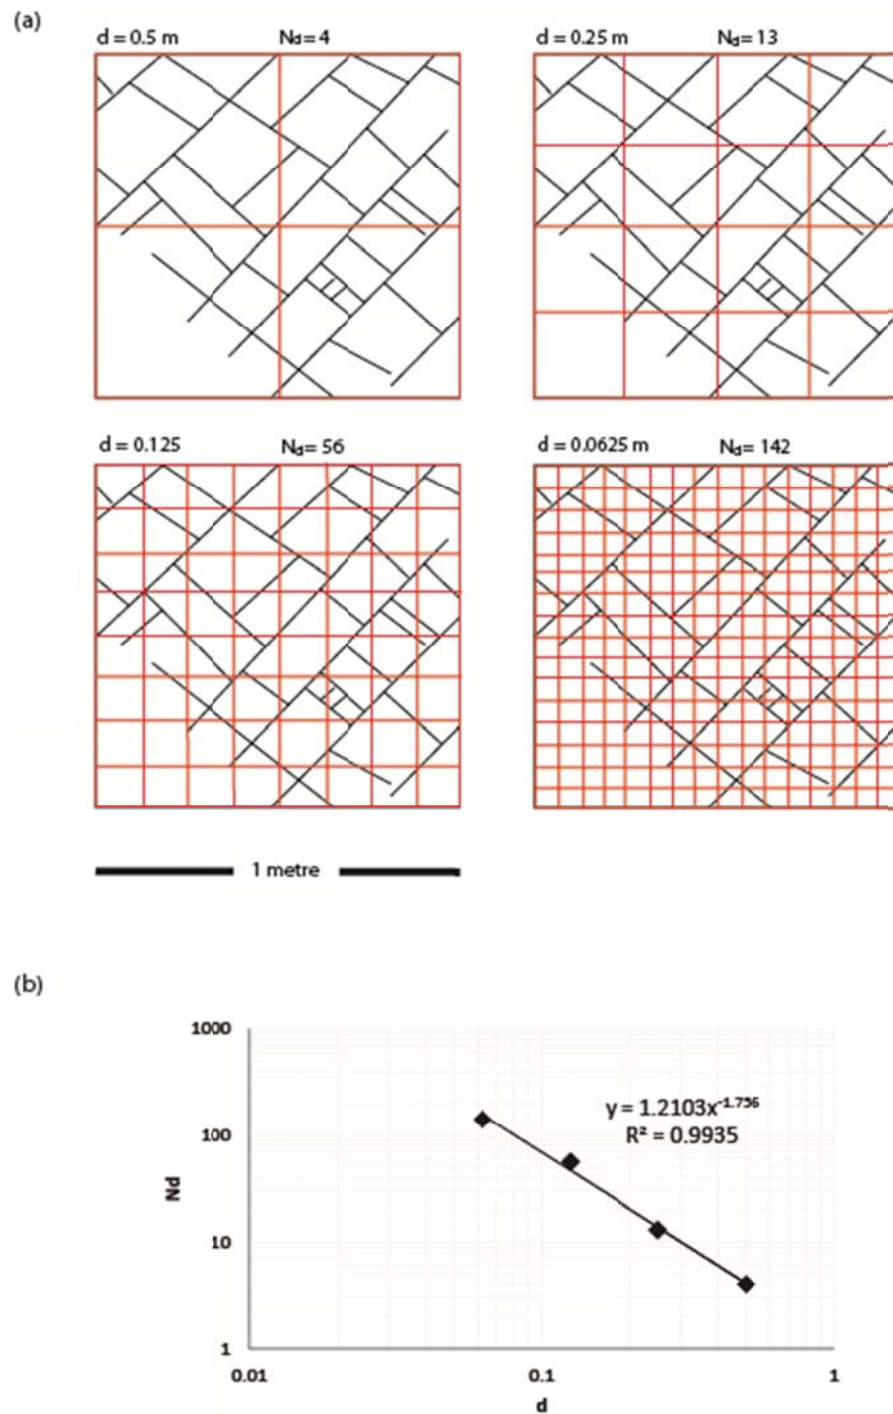 (a)
d = 0.5 m Nd= 4
d = 0.25 m Nd= 13
d = 0.125 Nd= 56
d = 0.0625 m Nd= 142
1 metre
(b)
1000
100
10
1
Nd
y = 1.2103x-1.756
R² = 0.9935
0.01 0.1 1
d